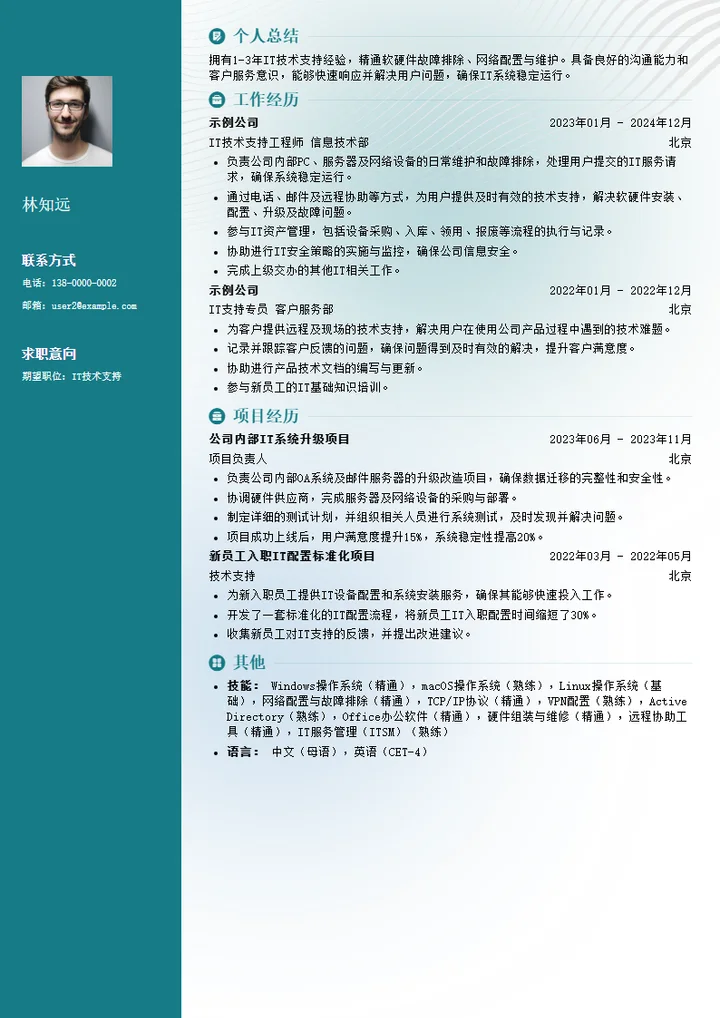 林知远
联系方式
电话：138-0000-0002
邮箱：user2@example.com
求职意向
期望职位：IT技术支持
个人总结
拥有1-3年IT技术支持经验，精通软硬件故障排除、网络配置与维护。具备良好的沟通能力和
客户服务意识，能够快速响应并解决用户问题，确保IT系统稳定运行。
工作经历
示例公司 2023年01月 - 2024年12月
IT技术支持工程师 信息技术部 北京
• 负责公司内部PC、服务器及网络设备的日常维护和故障排除，处理用户提交的IT服务请
求，确保系统稳定运行。
• 通过电话、邮件及远程协助等方式，为用户提供及时有效的技术支持，解决软硬件安装、
配置、升级及故障问题。
• 参与IT资产管理，包括设备采购、入库、领用、报废等流程的执行与记录。
• 协助进行IT安全策略的实施与监控，确保公司信息安全。
• 完成上级交办的其他IT相关工作。
示例公司 2022年01月 - 2022年12月
IT支持专员 客户服务部 北京
• 为客户提供远程及现场的技术支持，解决用户在使用公司产品过程中遇到的技术难题。
• 记录并跟踪客户反馈的问题，确保问题得到及时有效的解决，提升客户满意度。
• 协助进行产品技术文档的编写与更新。
• 参与新员工的IT基础知识培训。
项目经历
公司内部IT系统升级项目 2023年06月 - 2023年11月
项目负责人 北京
• 负责公司内部OA系统及邮件服务器的升级改造项目，确保数据迁移的完整性和安全性。
• 协调硬件供应商，完成服务器及网络设备的采购与部署。
• 制定详细的测试计划，并组织相关人员进行系统测试，及时发现并解决问题。
• 项目成功上线后，用户满意度提升15%，系统稳定性提高20%。
新员工入职IT配置标准化项目 2022年03月 - 2022年05月
技术支持 北京
• 为新入职员工提供IT设备配置和系统安装服务，确保其能够快速投入工作。
• 开发了一套标准化的IT配置流程，将新员工IT入职配置时间缩短了30%。
• 收集新员工对IT支持的反馈，并提出改进建议。
其他
• 技能： Windows操作系统（精通），macOS操作系统（熟练），Linux操作系统（基
础），网络配置与故障排除（精通），TCP/IP协议（精通），VPN配置（熟练），Active
Directory（熟练），Office办公软件（精通），硬件组装与维修（精通），远程协助工
具（精通），IT服务管理（ITSM）（熟练）
• 语言： 中文（母语），英语（CET-4）